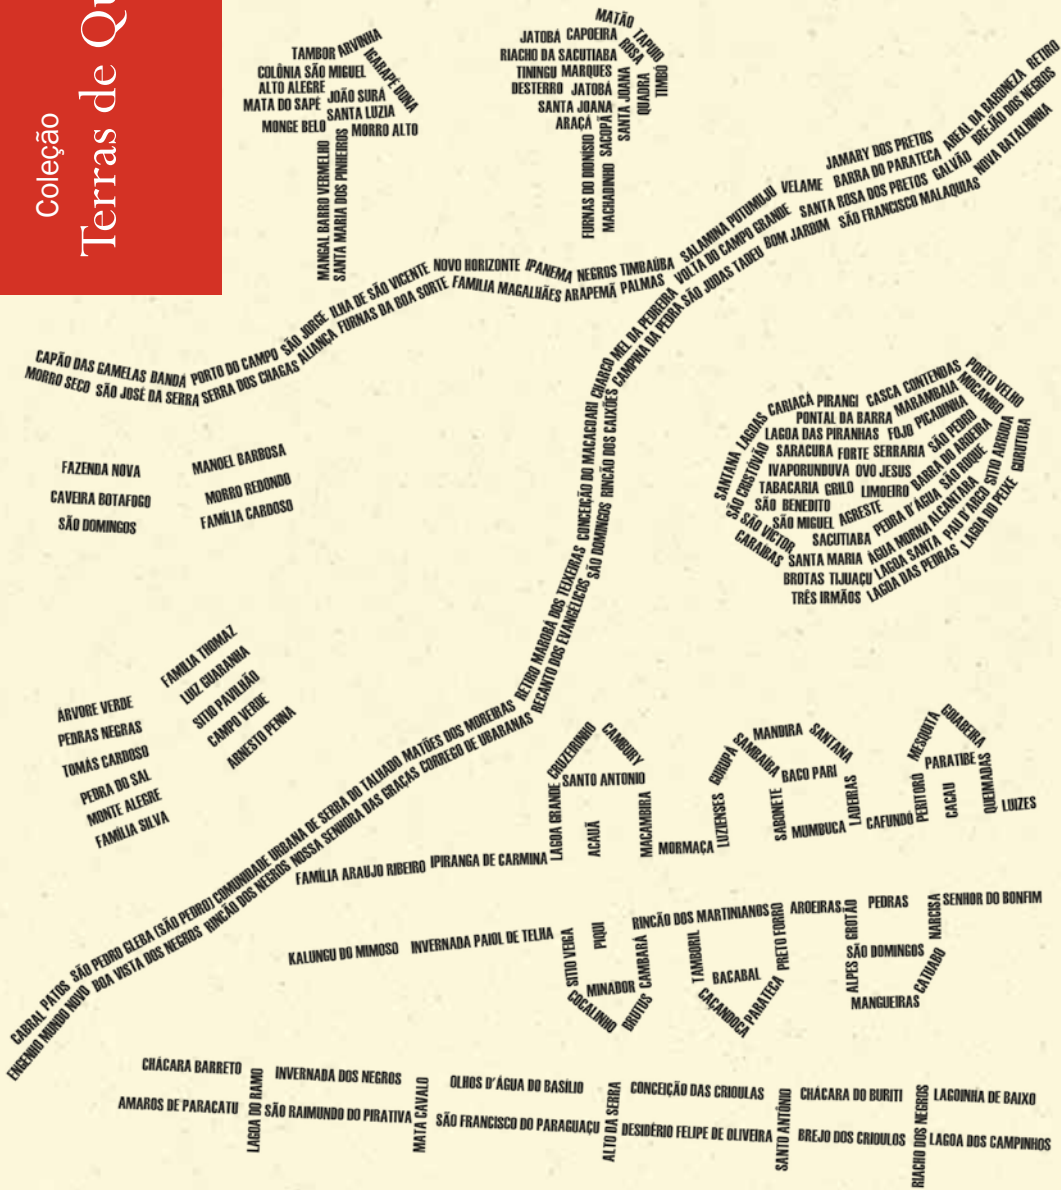 Coleção
Terras de Qu
TAMBOR ARVINHA
IGARAPÉ DONA
COLÔNIA SÃO MIGUEL
ALTO ALEGRE
MATA DO SAPÉ JOÃO SURÁ
SANTA LUZIA
MONGE BELO MORRO ALTO
MANGAL BARRO VERMELHO
SANTA MARIA DOS PINHEIROS
MATÃO TAPUIO
JATOBÁ CAPOEIRA ROSA
RIACHO DA SACUTIABA
TININGU MARQUES
DESTERRO JATOBÁ
SANTA JOANA
ARAÇÁ
SACOPÃ
SANTA JOANA
QUADRA
TIMBÓ
FURNAS DO DIONÍSIO
MACHADINHO
CAPÃO DAS GAMELAS BANDÁ PORTO DO CAMPO SÃO JORGE ILHA DE SÃO VICENTE NOVO HORIZONTE IPANEMA NEGROS TIMBAÚBA SALAMINA PUTUMUJU VELAME BARRA DO PARATECA AREAL DA BARONEZA RETIRO
JAMARY DOS PRETOS
MORRO SECO SÃO JOSÉ DA SERRA SERRA DOS CHAGAS ALIANÇA FURNAS DA BOA SORTE FAMILIA MAGALHÃES ARAPEMÃ PALMAS
VOLTA DO CAMPO GRANDE SANTA ROSA DOS PRETOS GALVÃO BREJÃO DOS NEGROS
CAMPINA DA PEDRA SÃO JUDAS TADEU BOM JARDIM SÃO FRANCISCO MALAQUIAS NOVA BATALHINHA
CABRAL PATOS SÃO PEDRO GLEBA (SÃO PEDRO) COMUNIDADE URBANA DE SERRA DO TALHADO MATÕES DOS MOREIRAS RETIRO MAROBÁ DOS TEIXEIRAS CONCEIÇÃO DO MACACOARI CHARCO MEL DA PEDREIRA
ENGENHO MUNDO NOVO BOA VISTA DOS NEGROS RINCÃO DOS NEGROS NOSSA SENHORA DAS GRAÇAS CORREGO DE UBARANAS RECANTO DOS EVANGÉLICOS SÃO DOMINGOS RINCÃO DOS CAIXÕES
FAZENDA NOVA
CAVEIRA BOTAFOGO
SÃO DOMINGOS
MANOEL BARBOSA
MORRO REDONDO
FAMÍLIA CARDOSO
SANTANA LAGOAS CARIACÁ PIRANGI CASCA CONTENDAS PORTO VELHO
PONTAL DA BARRA MARAMBAIA MOCAMBO
SÃO CRISTÓVÃO LAGOA DAS PIRANHAS FOJO PICADINHA
SARACURA FORTE SERRARIA SÃO PEDRO
IVAPORUNDUVA OVO JESUS BARRA DO AROEIRA
TABACARIA GRILO LIMOEIRO
SÃO BENEDITO
SÃO MIGUEL AGRESTE
SÃO VICTOR
CARAIBAS
SACUTIABA PEDRA D'ÁGUA SÃO ROQUE
SANTA MARIA ÁGUA MORNA ALCANTARA SITIO ARRUDA
BROTAS TIJUAÇU LAGOA SANTA PAU D'ARCO GURUTUBA
TRÊS IRMÃOS LAGOA DAS PEDRAS LAGOA DO PEIXE
FAMILIA THOMAZ
LUIZ GUARANHA
SITIO PAVILHÃO
CAMPO VERDE
ARNESTO PENNA
ÁRVORE VERDE
PEDRAS NEGRAS
TOMÁS CARDOSO
PEDRA DO SAL
MONTE ALEGRE
FAMÍLIA SILVA
CRUZEIRINHO CAMBURY
SANTO ANTONIO
LAGOA GRANDE
ACAUÃ
MACAMBIRA
FAMÍLIA ARAUJO RIBEIRO IPIRANGA DE CARMINA
MORMAÇA
GURUPÁ SAMBAÍBA MANDIRA SANTANA
BACO PARI
LUZIENSES
SABONETE
LADEIRAS
MUMBUCA
CAFUNDÓ
MESQUITA GUABEIRA
PARATIBE
PERITORÓ
CACAU
QUEIMADAS
LUIZES
KALUNGU DO MIMOSO INVERNADA PAIOL DE TELHA
SITIO VEIGA
PIQUI
CAMBARÁ
MINADOR
COCALINHO BRUTUS
RINCÃO DOS MARTINIANOS
TAMBORIL
PRETO FORRO
BACABAL
CAÇANDOCA PARATECA
AROEIRAS
GROTÃO
PEDRAS
NARCISA
SENHOR DO BONFIM
SÃO DOMINGOS
ALPES
CATUABO
MANGUEIRAS
CHÁCARA BARRETO
INVERNADA DOS NEGROS
OLHOS D'ÁGUA DO BASÍLIO
CONCEIÇÃO DAS CRIOULAS
CHÁCARA DO BURITI
LAGOINHA DE BAIXO
AMAROS DE PARACATU
LAGOA DO RAMO
SÃO RAIMUNDO DO PIRATIVA
MATA CAVALO
SÃO FRANCISCO DO PARAGUAÇU
ALTO DA SERRA
DESIDÉRIO FELIPE DE OLIVEIRA
SANTO ANTÔNIO
BREJO DOS CRIOULOS
RIACHO DOS NEGROS
LAGOA DOS CAMPINHOS